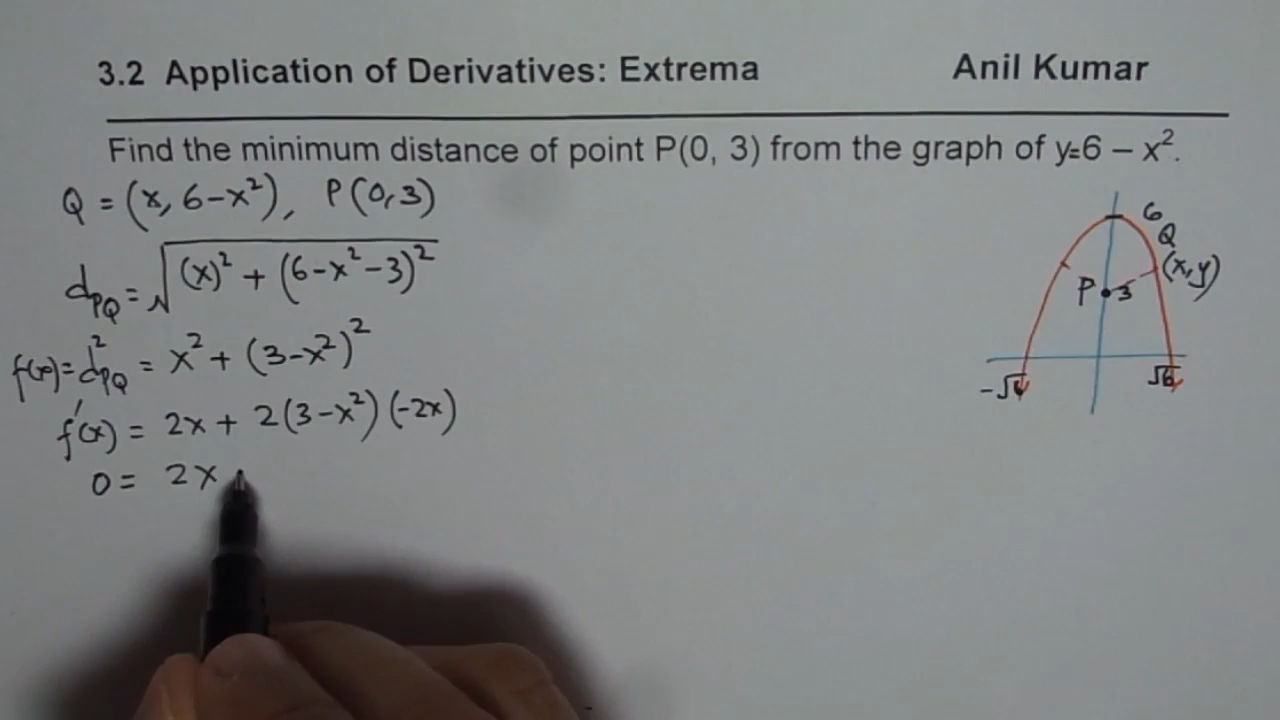 3.2 Application of Derivatives: Extrema Anil Kumar
Find the minimum distance of point P(0, 3) from the graph of y=6 – x².
Q = (x, 6-x²), P(0,3)
d_PQ = √((x)² + (6-x²-3)²)
f(x) = d²_PQ = x² + (3-x²)²
f'(x) = 2x + 2(3-x²)(-2x)
0 = 2x
6
Q
(x,y)
P 3
-√6 √6